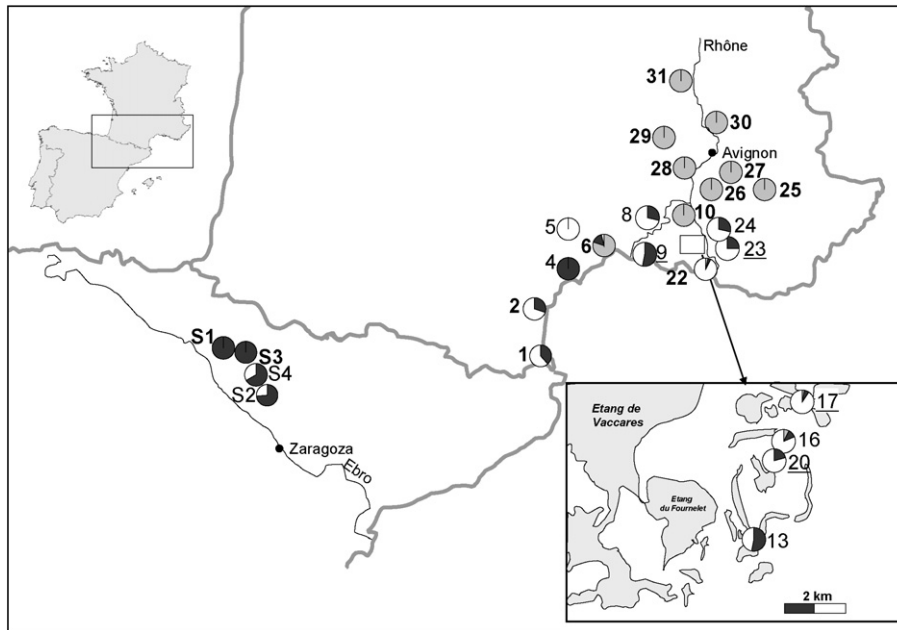 Rhône
31
30
29
Avignon
28
27
26
25
8
10
5
24
6
9
23
4
22
2
S1
S3
1
S4
S2
Zaragoza
Ebro
Etang de
Vaccares
17
16
20
Etang
du Fournelet
13
2 km